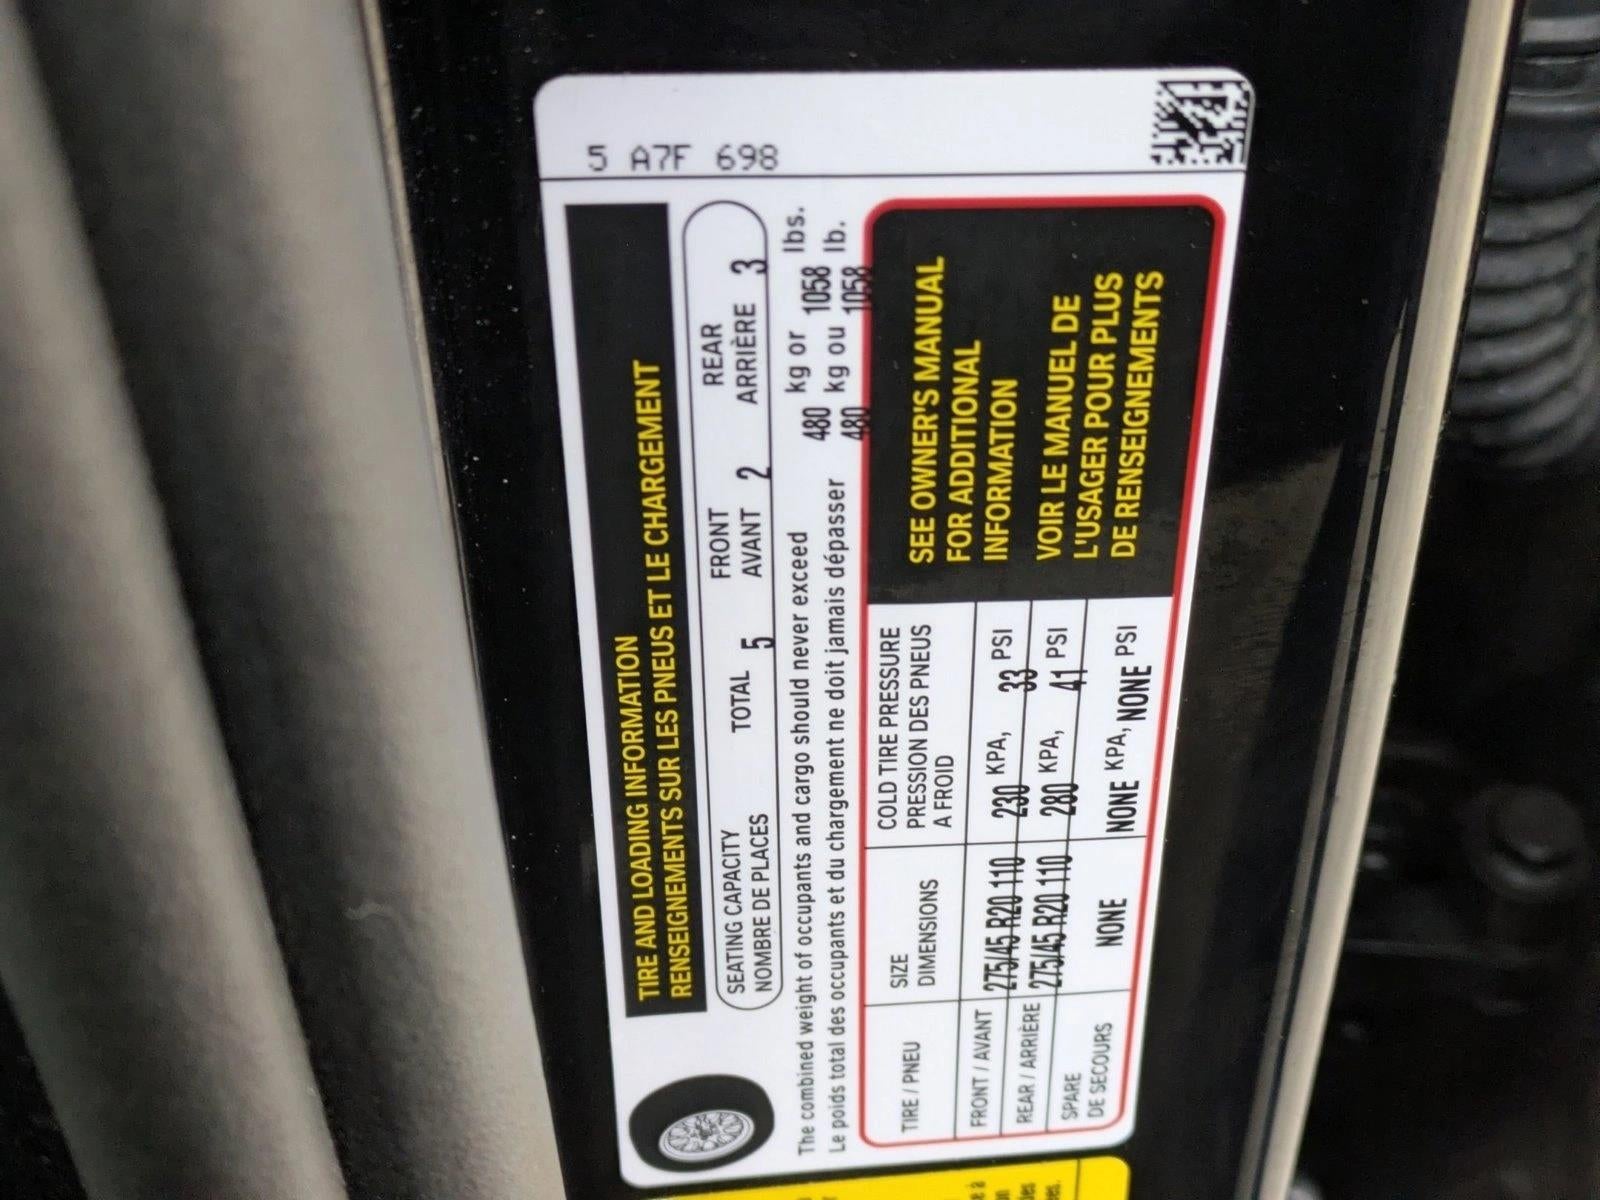 5 A7F 698
TIRE AND LOADING INFORMATION
RENSEIGNEMENTS SUR LES PNEUS ET LE CHARGEMENT
SEATING CAPACITY TOTAL FRONT REAR
NOMBRE DE PLACES 5 AVANT 2 ARRIÈRE 3
The combined weight of occupants and cargo should never exceed 480 kg or 1058 lbs.
Le poids total des occupants et du chargement ne doit jamais dépasser 480 kg ou 1058 lb.
TIRE / PNEU
SIZE
DIMENSIONS
COLD TIRE PRESSURE
PRESSION DES PNEUS
A FROID
FRONT / AVANT 275/45 R20 110 230 KPA, 33 PSI
REAR / ARRIÈRE 275/45 R20 110 280 KPA, 41 PSI
SPARE
DE SECOURS NONE NONE KPA, NONE PSI
SEE OWNER'S MANUAL
FOR ADDITIONAL
INFORMATION
VOIR LE MANUEL DE
L'USAGER POUR PLUS
DE RENSEIGNEMENTS